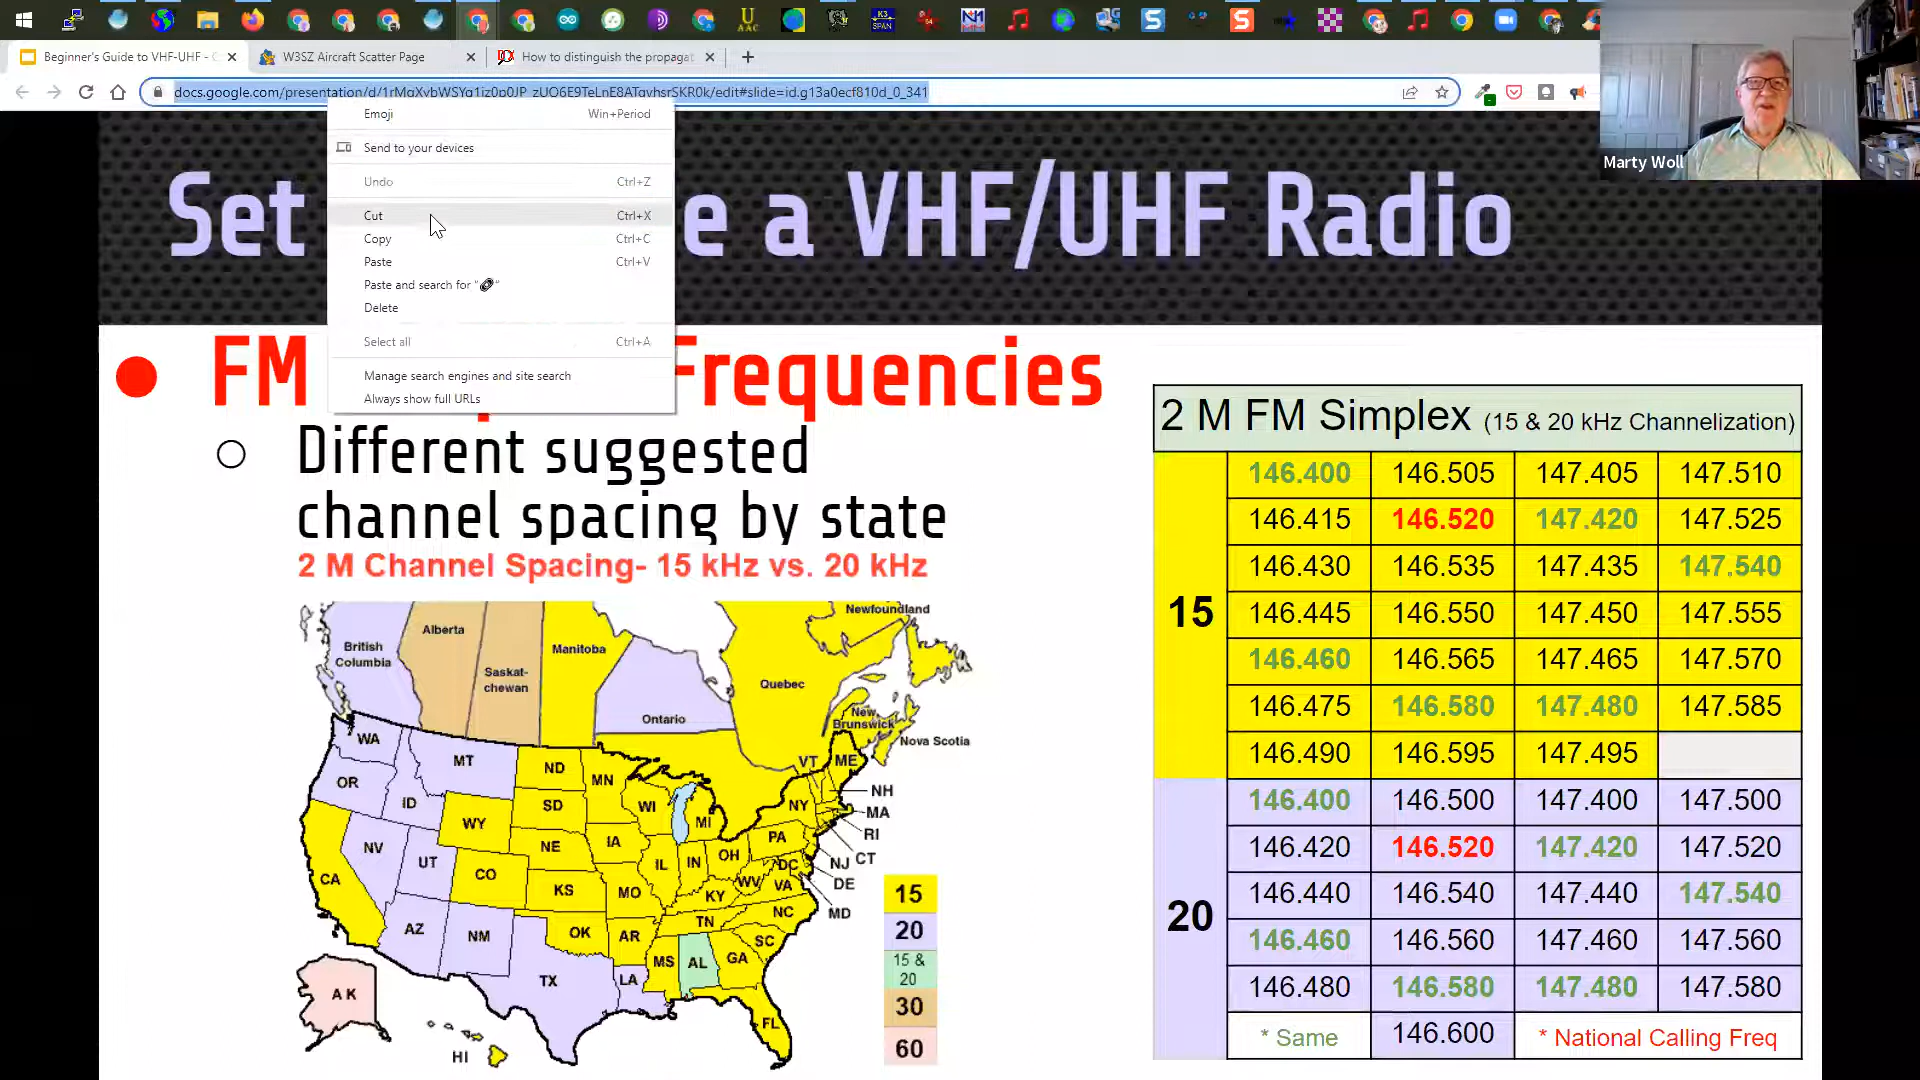 Beginner's Guide to VHF-UHF - C
W3SZ Aircraft Scatter Page
How to distinguish the propagat
docs.google.com/presentation/d/1rMqXvbWSYq1jz0p0JP_zUO6E9TeLnE8ATqvhsrSKR0k/edit#slide=id.g13a0ecf810d_0_341
Marty Woll
Emoji Win+Period
Send to your devices
Undo Ctrl+Z
Cut Ctrl+X
Copy Ctrl+C
Paste Ctrl+V
Paste and search for "
Delete
Select all Ctrl+A
Manage search engines and site search
Always show full URLs
Set e a VHF/UHF Radio
FM Frequencies
Different suggested
channel spacing by state
2 M Channel Spacing- 15 kHz vs. 20 kHz
British
Columbia
Alberta
Saskat-
chewan
Manitoba
Ontario
Quebec
Newfoundland
New
Brunswick
Nova Scotia
WA
MT
ND
MN
VT
ME
OR
ID
SD
WI
MI
NY
NH
MA
RI
CT
WY
NE
IA
PA
NJ
NV
UT
CO
IL
IN
OH
DC
DE
CA
KS
MO
KY
WV
VA
MD
AZ
NM
OK
AR
TN
NC
SC
TX
LA
MS
AL
GA
FL
AK
HI
15
20
15 &
20
30
60
2 M FM Simplex (15 & 20 kHz Channelization)
15
146.400 146.505 147.405 147.510
146.415 146.520 147.420 147.525
146.430 146.535 147.435 147.540
146.445 146.550 147.450 147.555
146.460 146.565 147.465 147.570
146.475 146.580 147.480 147.585
146.490 146.595 147.495
20
146.400 146.500 147.400 147.500
146.420 146.520 147.420 147.520
146.440 146.540 147.440 147.540
146.460 146.560 147.460 147.560
146.480 146.580 147.480 147.580
* Same 146.600 * National Calling Freq